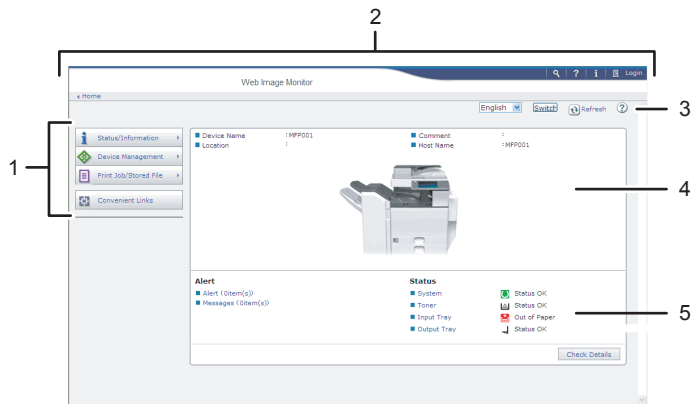 2
Web Image Monitor
? i Login
Home
English Switch Refresh ? 3
1
Status/Information
Device Management
Print Job/Stored File
Convenient Links
Device Name : MFP001 Comment :
Location : Host Name : MFP001
4
Alert Status
Alert (0item(s)) System Status OK
Messages (0item(s)) Toner Status OK
Input Tray Out of Paper 5
Output Tray Status OK
Check Details